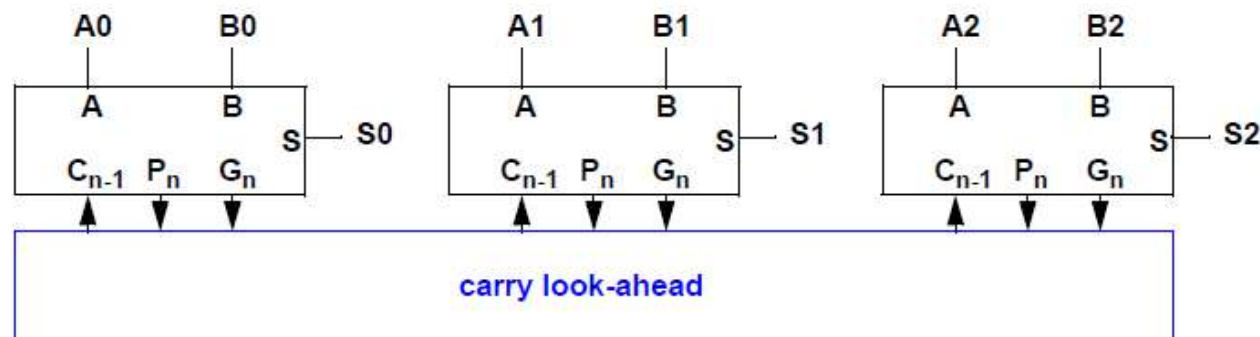 A0 B0 A1 B1 A2 B2
A B A B A B
S S0 S S1 S S2
Cn-1 Pn Gn Cn-1 Pn Gn Cn-1 Pn Gn
carry look-ahead